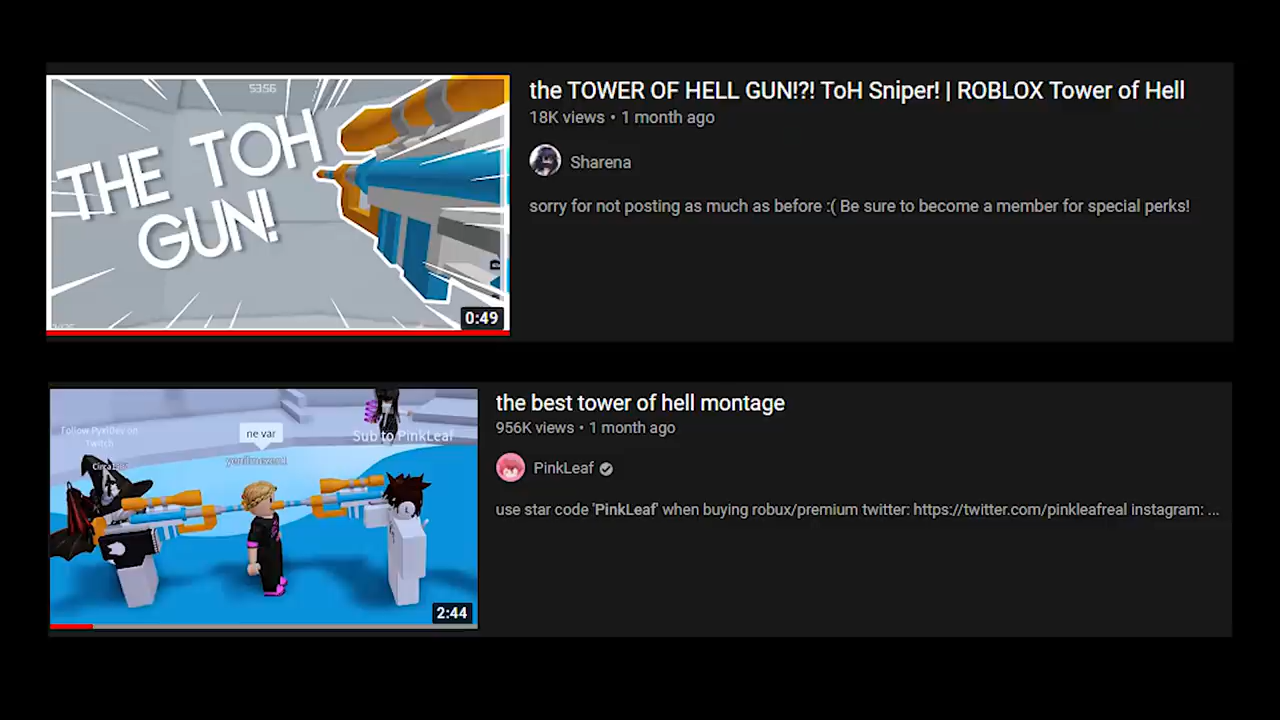 53:56
THE TOH
GUN!
0:49
the TOWER OF HELL GUN!?! ToH Sniper! | ROBLOX Tower of Hell
18K views • 1 month ago
Sharena
sorry for not posting as much as before :( Be sure to become a member for special perks!
Follow PyxlDev on
Twitch
ne var
Sub to PinkLeaf
2:44
the best tower of hell montage
956K views • 1 month ago
PinkLeaf
use star code 'PinkLeaf' when buying robux/premium twitter: https://twitter.com/pinkleafreal instagram: ...